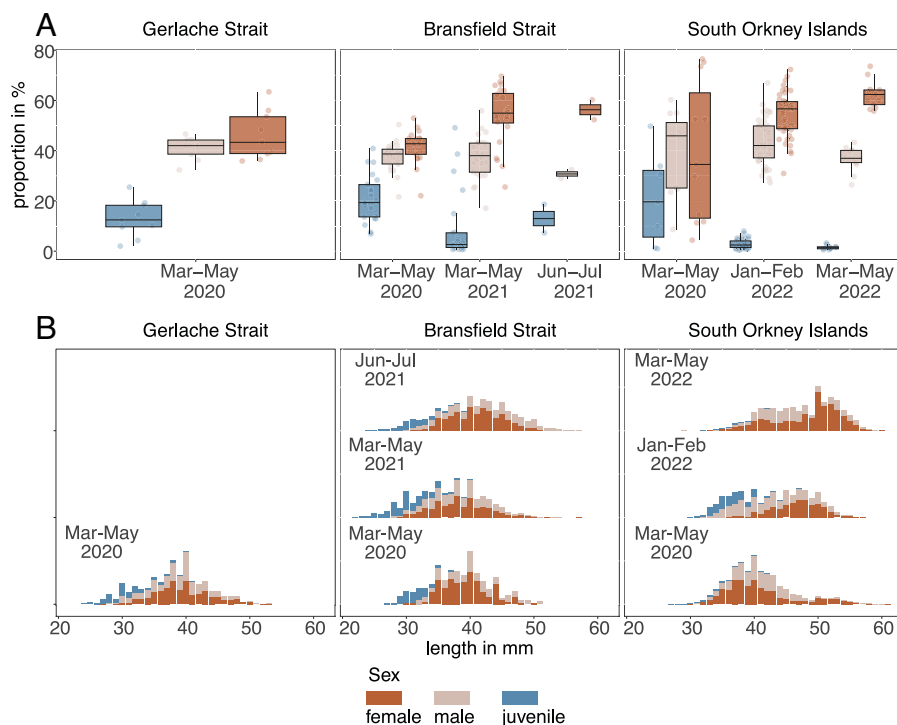 A
Gerlache Strait
Bransfield Strait
South Orkney Islands
proportion in %
80
60
40
20
0
Mar–May
2020
Mar–May
2020
Mar–May
2021
Jun–Jul
2021
Mar–May
2020
Jan–Feb
2022
Mar–May
2022
B
Gerlache Strait
Bransfield Strait
South Orkney Islands
Mar-May
2020
Jun-Jul
2021
Mar-May
2021
Mar-May
2020
Mar-May
2022
Jan-Feb
2022
Mar-May
2020
20 30 40 50 60
20 30 40 50 60
20 30 40 50 60
length in mm
Sex
female male juvenile